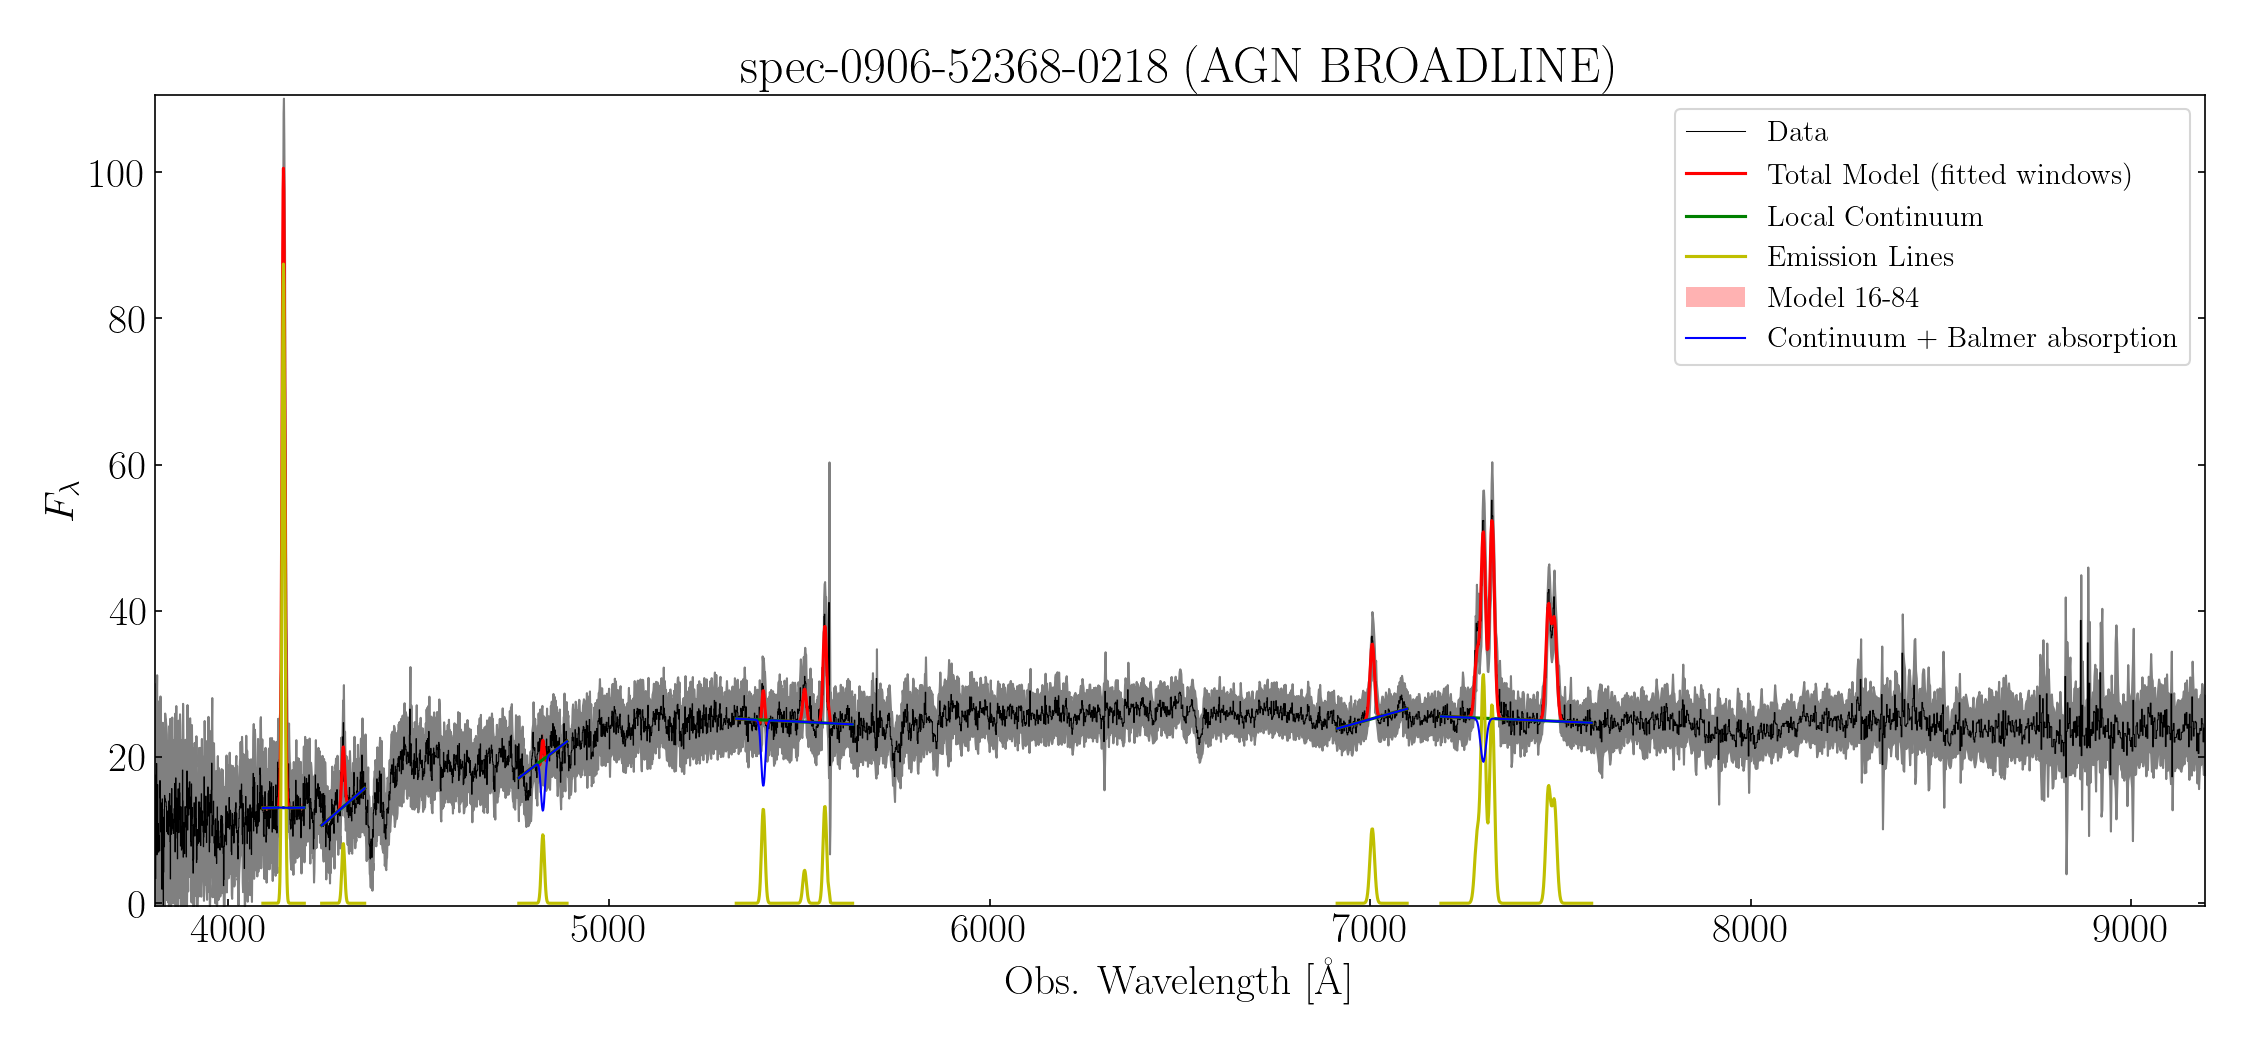 spec-0906-52368-0218 (AGN BROADLINE)
Data
Total Model (fitted windows)
Local Continuum
Emission Lines
Model 16-84
Continuum + Balmer absorption
100
80
60
40
20
0
Fλ
4000 5000 6000 7000 8000 9000
Obs. Wavelength [Å]